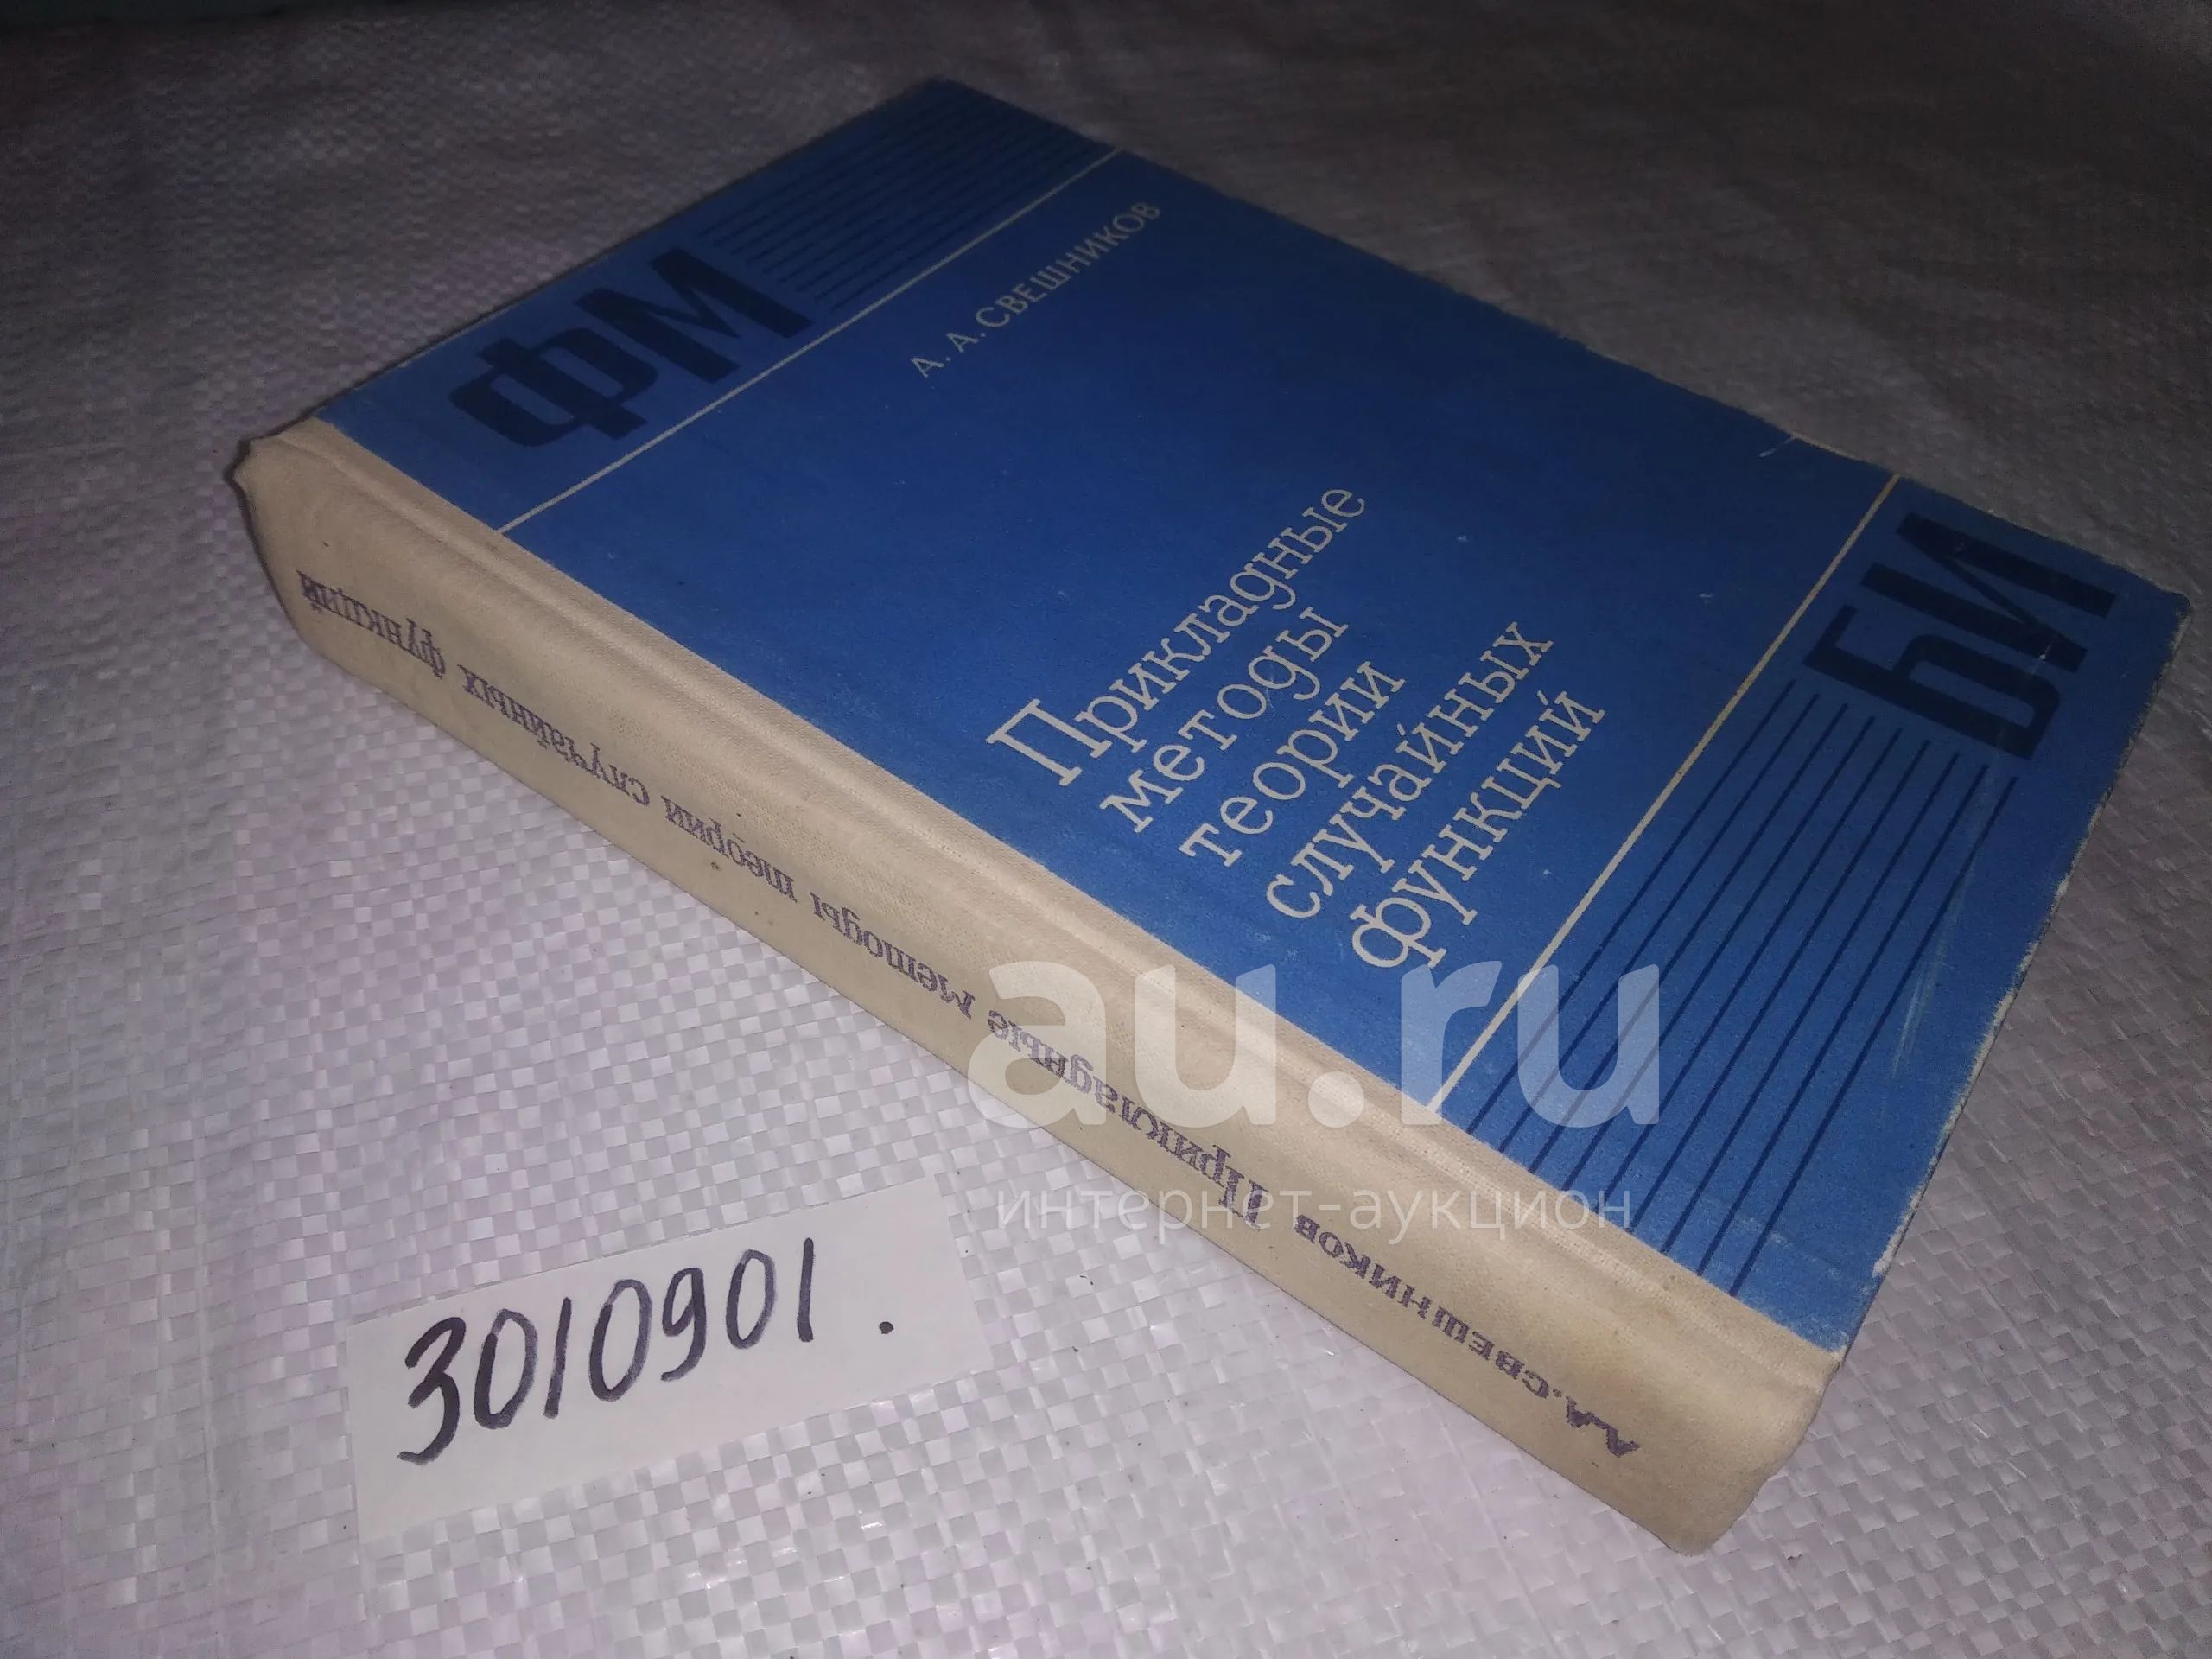 ФМ
А. А. СВЕШНИКОВ
Прикладные
методы
теории
случайных
функций
БИ
А.А. СВЕШНИКОВ Прикладные методы теории случайных функций
3010901.
au.ru
интернет-аукцион